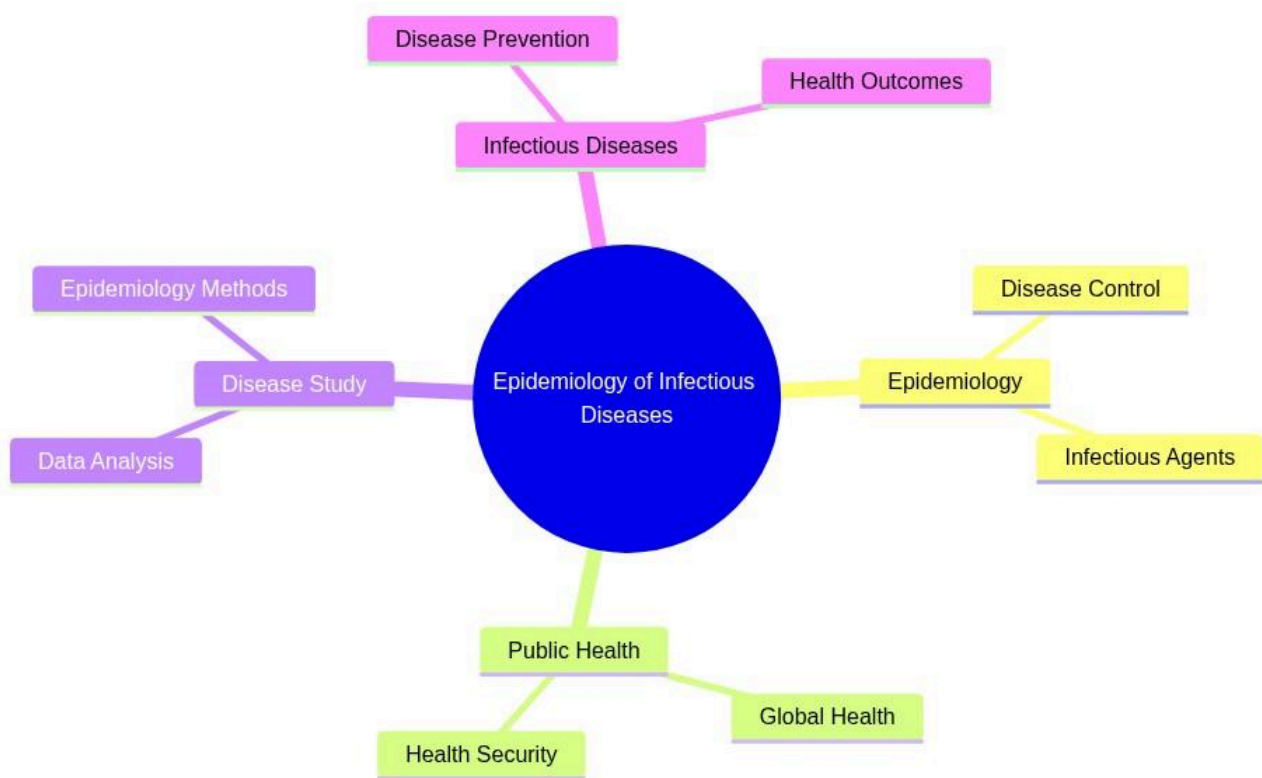 Disease Prevention
Health Outcomes
Infectious Diseases
Epidemiology Methods
Disease Control
Disease Study
Epidemiology of Infectious
Diseases
Epidemiology
Data Analysis
Infectious Agents
Public Health
Global Health
Health Security